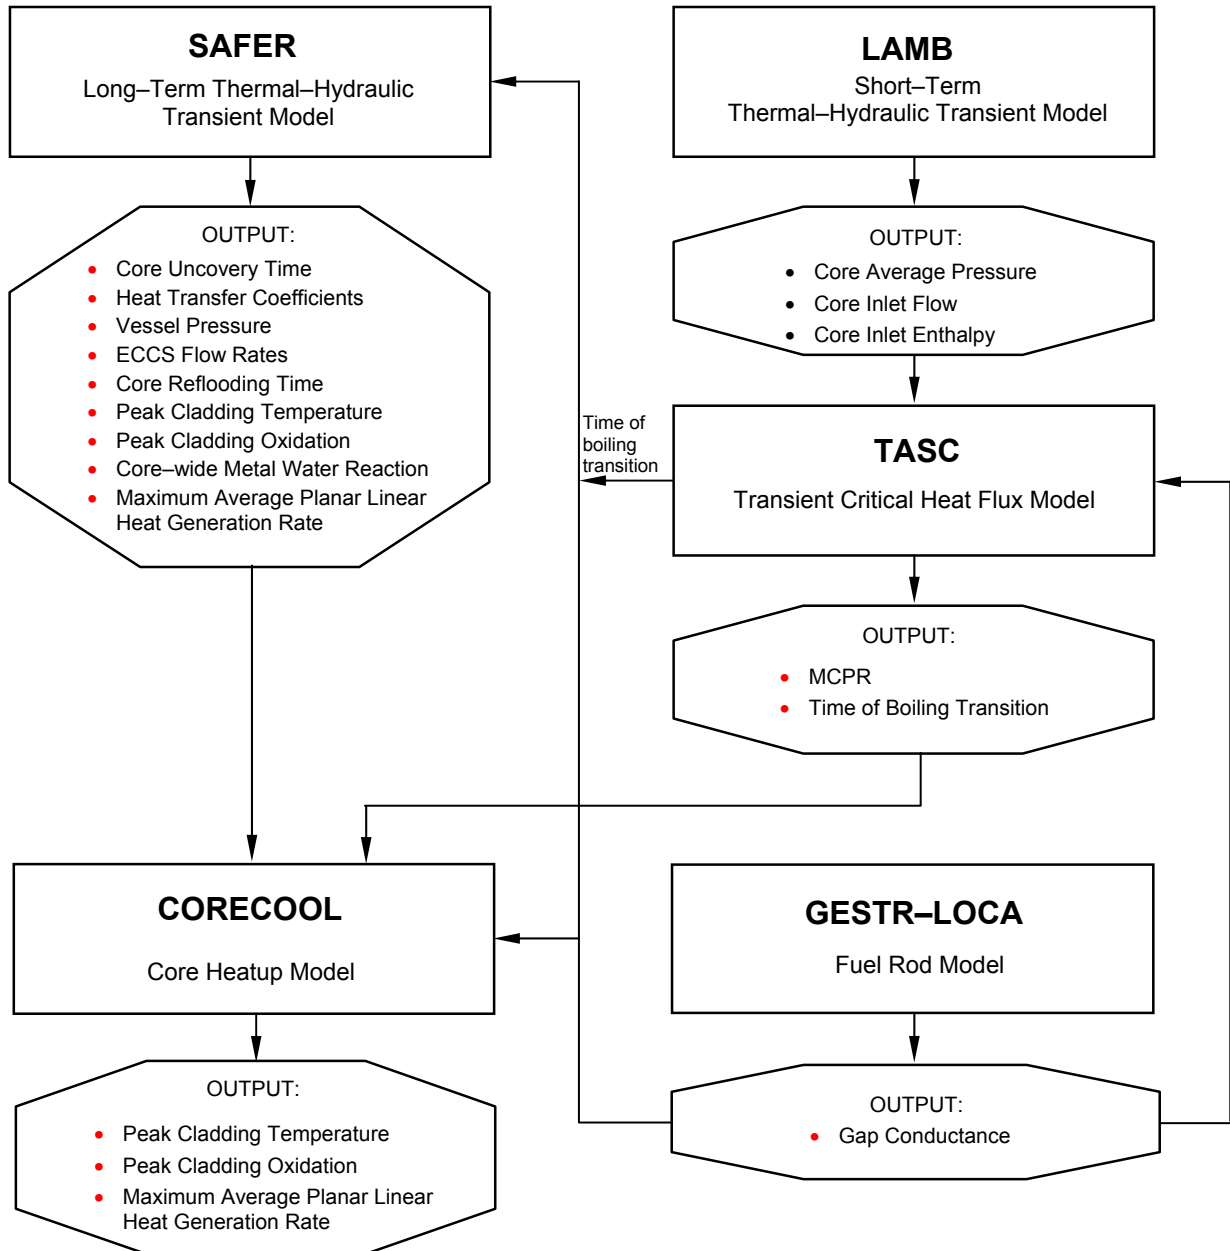 SAFER
Long–Term Thermal–Hydraulic
Transient Model
OUTPUT:
• Core Uncovery Time
• Heat Transfer Coefficients
• Vessel Pressure
• ECCS Flow Rates
• Core Reflooding Time
• Peak Cladding Temperature
• Peak Cladding Oxidation
• Core–wide Metal Water Reaction
• Maximum Average Planar Linear
Heat Generation Rate
LAMB
Short–Term
Thermal–Hydraulic Transient Model
OUTPUT:
• Core Average Pressure
• Core Inlet Flow
• Core Inlet Enthalpy
Time of
boiling
transition
TASC
Transient Critical Heat Flux Model
OUTPUT:
• MCPR
• Time of Boiling Transition
CORECOOL
Core Heatup Model
OUTPUT:
• Peak Cladding Temperature
• Peak Cladding Oxidation
• Maximum Average Planar Linear
Heat Generation Rate
GESTR–LOCA
Fuel Rod Model
OUTPUT:
• Gap Conductance